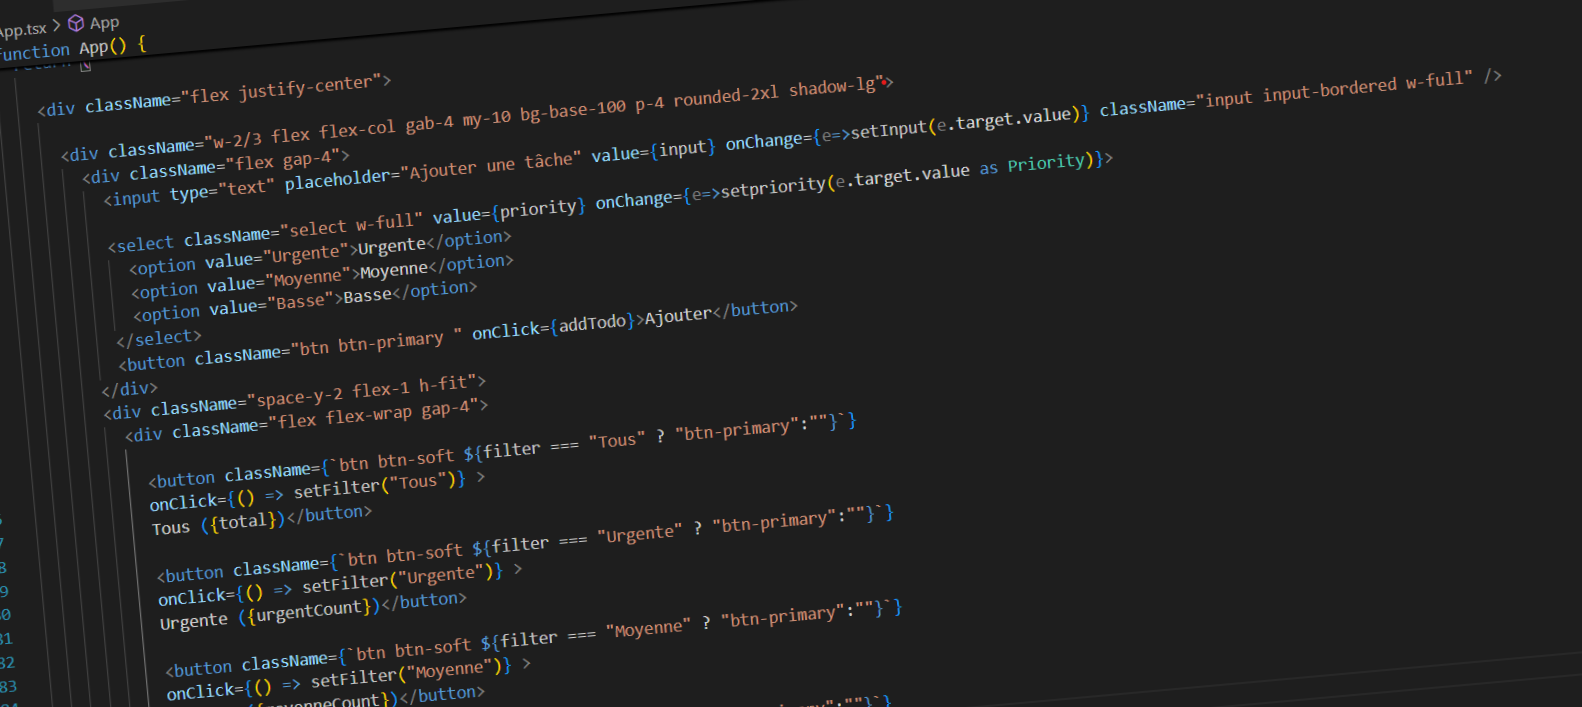 App.tsx > App
function App() {
return (
<div className="flex justify-center">
<div className="w-2/3 flex flex-col gab-4 my-10 bg-base-100 p-4 rounded-2xl shadow-lg">
<div className="flex gap-4">
<input type="text" placeholder="Ajouter une tâche" value={input} onChange={e=>setInput(e.target.value)} className="input input-bordered w-full" />
<select className="select w-full" value={priority} onChange={e=>setpriority(e.target.value as Priority)}>
<option value="Urgente">Urgente</option>
<option value="Moyenne">Moyenne</option>
<option value="Basse">Basse</option>
</select>
<button className="btn btn-primary " onClick={addTodo}>Ajouter</button>
</div>
<div className="space-y-2 flex-1 h-fit">
<div className="flex flex-wrap gap-4">
<button className={`btn btn-soft ${filter === "Tous" ? "btn-primary":""}`}
onClick={() => setFilter("Tous")} >
Tous ({total})</button>
<button className={`btn btn-soft ${filter === "Urgente" ? "btn-primary":""}`}
onClick={() => setFilter("Urgente")} >
Urgente ({urgentCount})</button>
81
82 <button className={`btn btn-soft ${filter === "Moyenne" ? "btn-primary":""}`}
83 onClick={() => setFilter("Moyenne")} >
})</button>